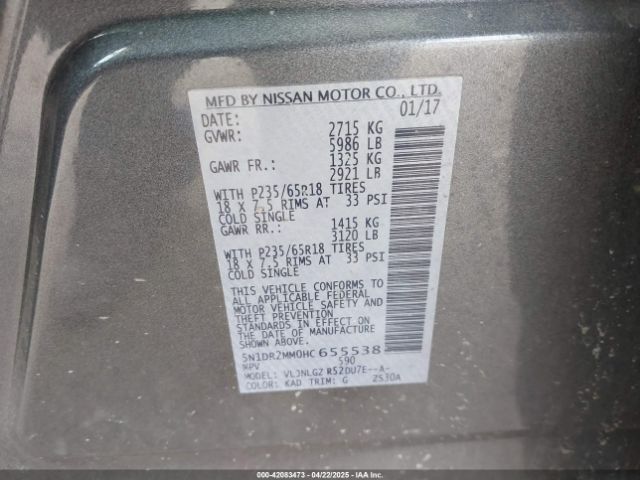 MFD BY NISSAN MOTOR CO., LTD.
DATE: 01/17
GVWR: 2715 KG
5986 LB
GAWR FR.: 1325 KG
2921 LB
WITH P235/65R18 TIRES
18 X 7.5 RIMS AT 33 PSI
COLD SINGLE
GAWR RR.: 1415 KG
3120 LB
WITH P235/65R18 TIRES
18 X 7.5 RIMS AT 33 PSI
COLD SINGLE
THIS VEHICLE CONFORMS TO
ALL APPLICABLE FEDERAL
MOTOR VEHICLE SAFETY AND
THEFT PREVENTION
STANDARDS IN EFFECT ON
THE DATE OF MANUFACTURE
SHOWN ABOVE.
5N1DR2MM0HC655538
MPV 590
MODEL: VLJNLGZ R52DU7E--A-
COLOR: KAD TRIM: G ZS30A
000-42083473 - 04/22/2025 - IAA Inc.